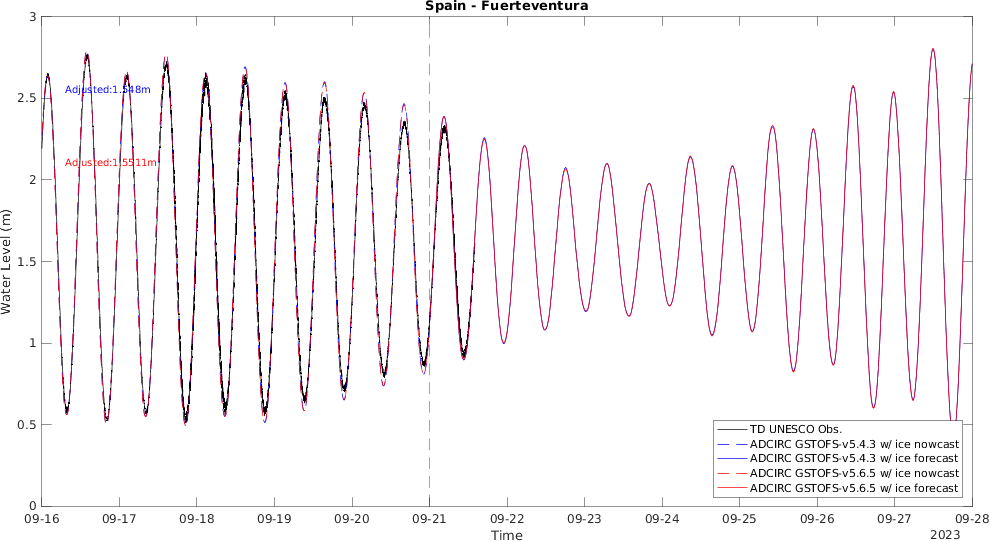 Spain - Fuerteventura
3
2.5
2
1.5
1
0.5
0
Water Level (m)
Adjusted:1.548m
Adjusted:1.5511m
TD UNESCO Obs.
ADCIRC GSTOFS-v5.4.3 w/ ice nowcast
ADCIRC GSTOFS-v5.4.3 w/ ice forecast
ADCIRC GSTOFS-v5.6.5 w/ ice nowcast
ADCIRC GSTOFS-v5.6.5 w/ ice forecast
09-16 09-17 09-18 09-19 09-20 09-21 09-22 09-23 09-24 09-25 09-26 09-27 09-28
Time
2023